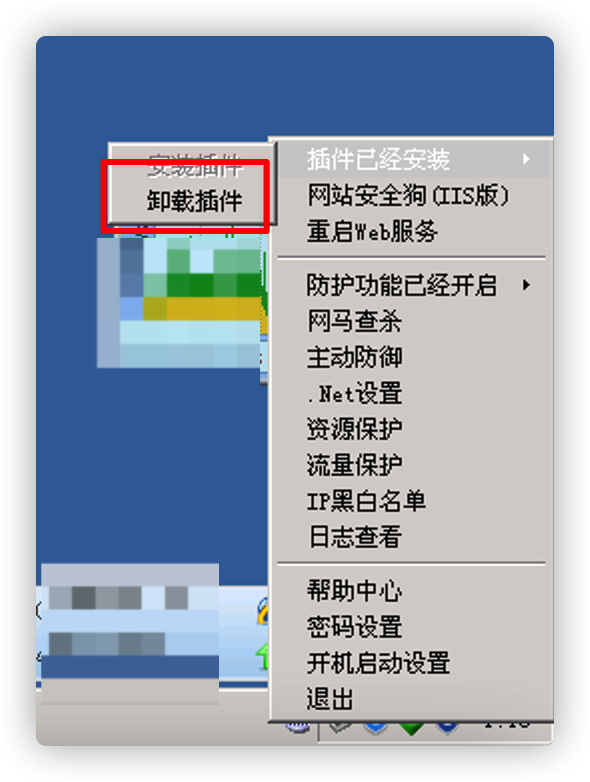 安装插件
卸载插件
插件已经安装
网站安全狗(IIS版)
重启Web服务
防护功能已经开启
网马查杀
主动防御
.Net设置
资源保护
流量保护
IP黑白名单
日志查看
帮助中心
密码设置
开机启动设置
退出